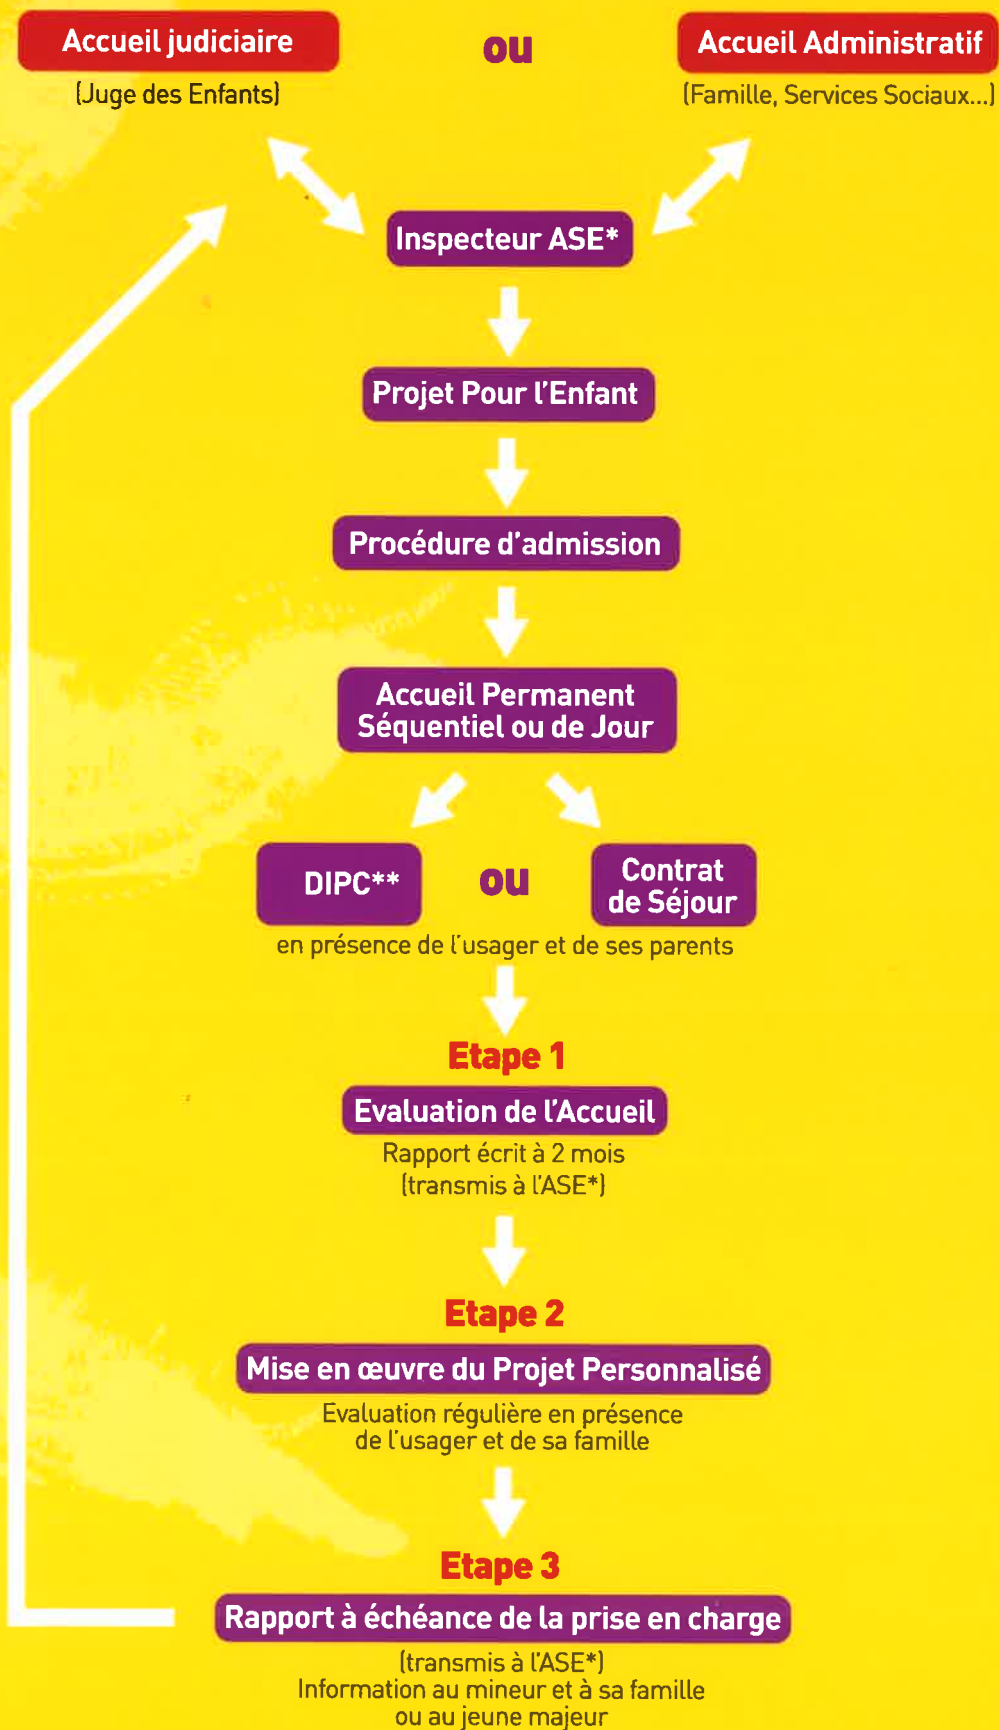 Accueil judiciaire
ou
Accueil Administratif
(Juge des Enfants)
(Famille, Services Sociaux...)
Inspecteur ASE*
Projet Pour l'Enfant
Procédure d'admission
Accueil Permanent
Séquentiel ou de Jour
DIPC**
ou
Contrat
de Séjour
en présence de l'usager et de ses parents
Etape 1
Evaluation de l'Accueil
Rapport écrit à 2 mois
(transmis à l'ASE*)
Etape 2
Mise en œuvre du Projet Personnalisé
Evaluation régulière en présence
de l'usager et de sa famille
Etape 3
Rapport à échéance de la prise en charge
(transmis à l'ASE*)
Information au mineur et à sa famille
ou au jeune majeur